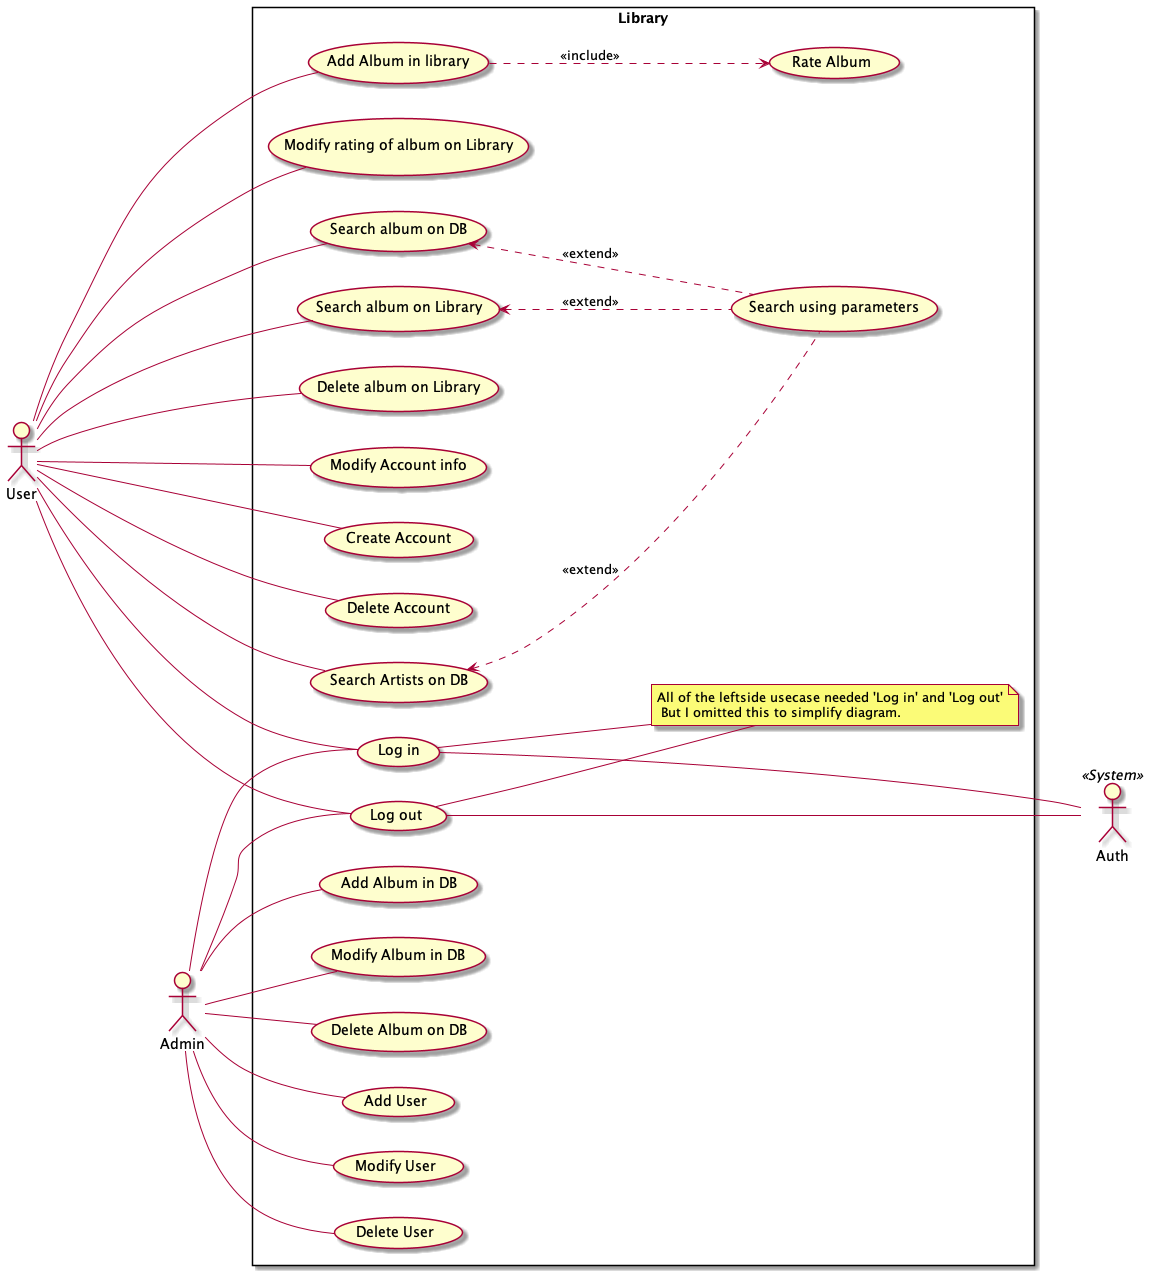 Library
Add Album in library
«include»
Rate Album
Modify rating of album on Library
Search album on DB
«extend»
Search album on Library
«extend»
Search using parameters
Delete album on Library
User
Modify Account info
Create Account
«extend»
Delete Account
Search Artists on DB
All of the leftside usecase needed 'Log in' and 'Log out'
But I omitted this to simplify diagram.
Log in
«System»
Auth
Log out
Add Album in DB
Modify Album in DB
Admin
Delete Album on DB
Add User
Modify User
Delete User